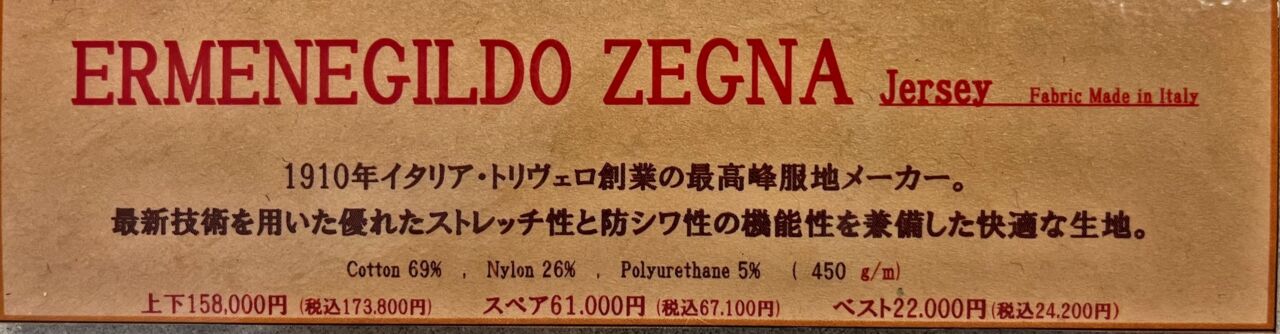 ERMENEGILDO ZEGNA Jersey Fabric Made in Italy
1910年イタリア・トリヴェロ創業の最高峰服地メーカー。
最新技術を用いた優れたストレッチ性と防シワ性の機能性を兼備した快適な生地。
Cotton 69% , Nylon 26% , Polyurethane 5% ( 450 g/m)
上下158,000円 (税込173.800円) スペア61.000円 (税込67.100円) ベスト22.000円(税込24.200円)